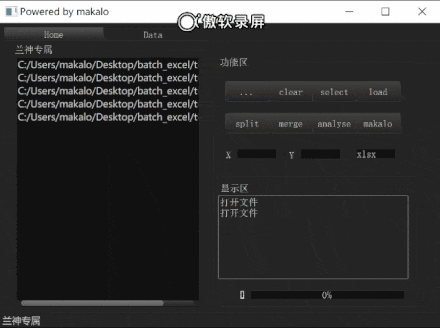 Powered by makalo
傲软录屏
Home Data
兰神专属
C:/Users/makalo/Desktop/batch_excel/t
C:/Users/makalo/Desktop/batch_excel/t
C:/Users/makalo/Desktop/batch_excel/t
C:/Users/makalo/Desktop/batch_excel/t
C:/Users/makalo/Desktop/batch_excel/t
功能区
... clear select load
split merge analyse makalo
X Y xlsx
显示区
打开文件
打开文件
0%
兰神专属